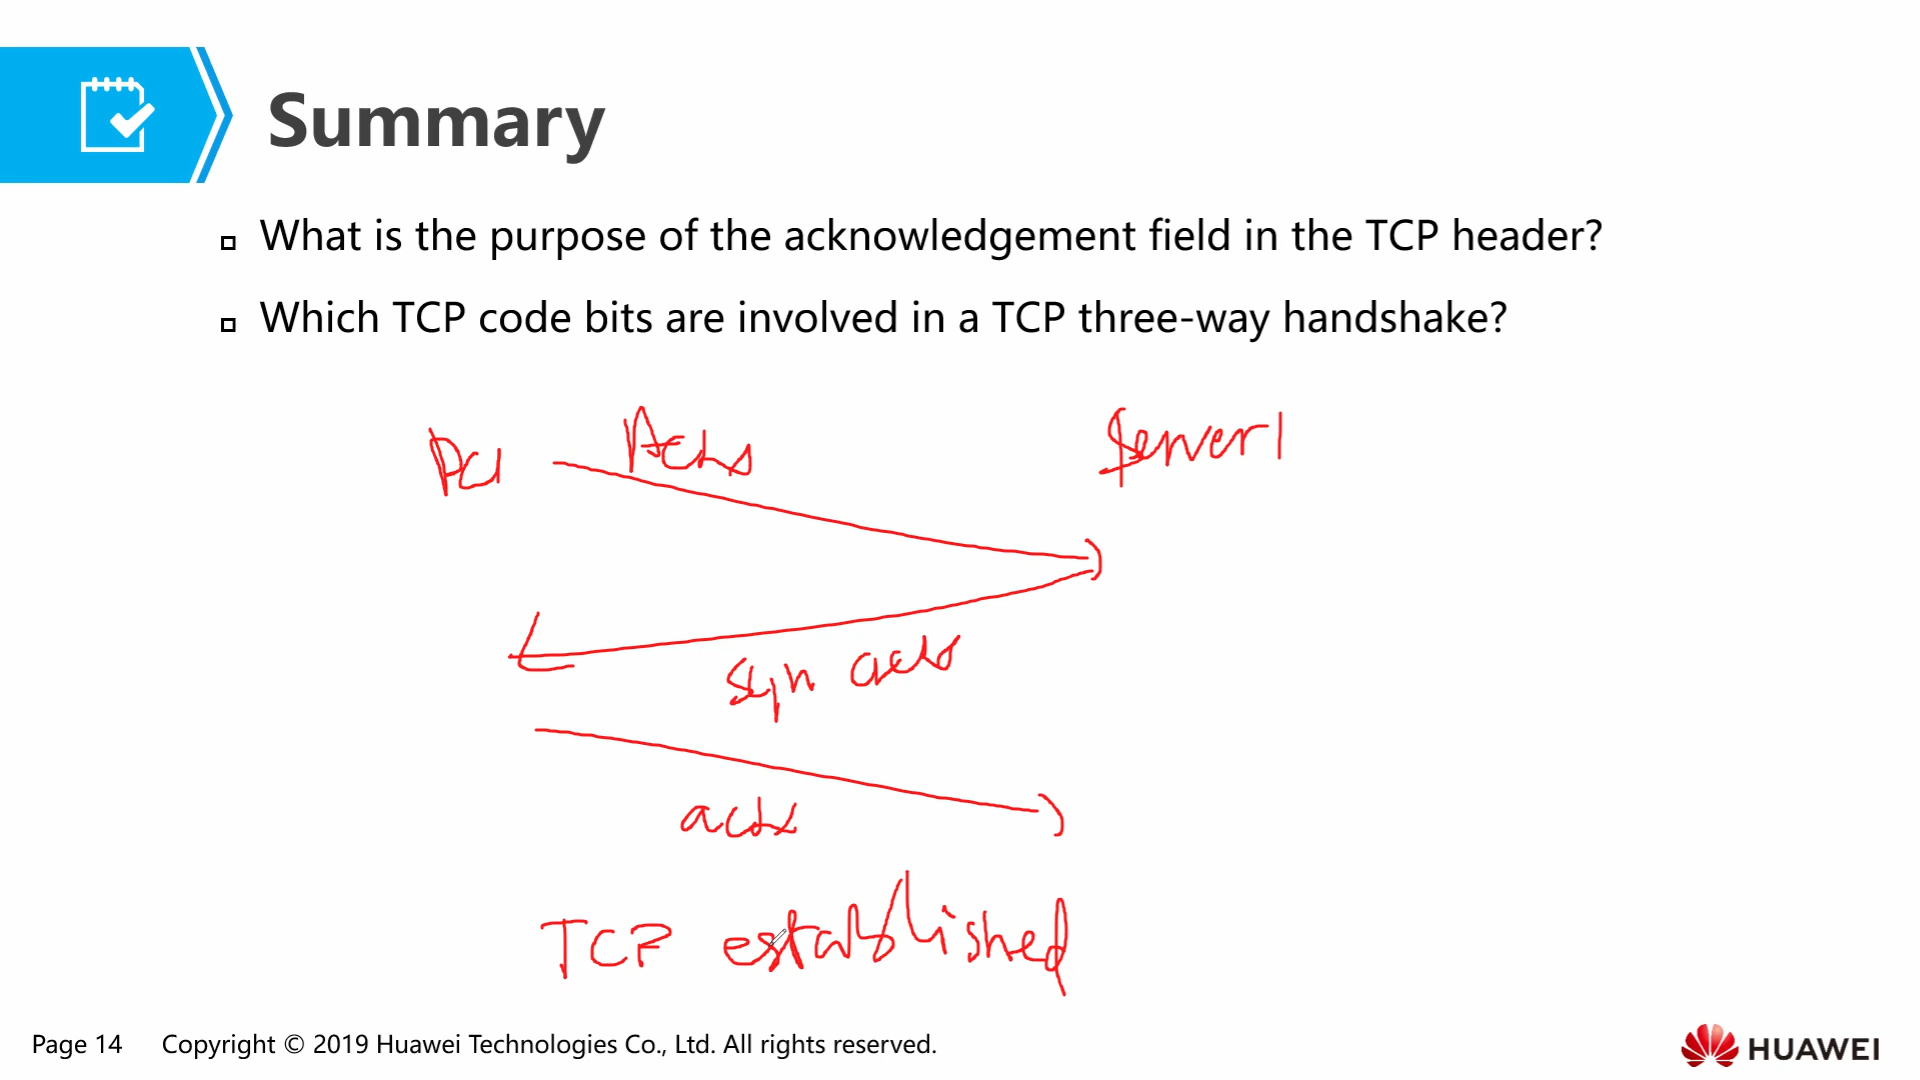 Summary
What is the purpose of the acknowledgement field in the TCP header?
Which TCP code bits are involved in a TCP three-way handshake?
PC1 Ack Server1
Syn ack
ack
TCP established
Page 14 Copyright © 2019 Huawei Technologies Co., Ltd. All rights reserved.
HUAWEI